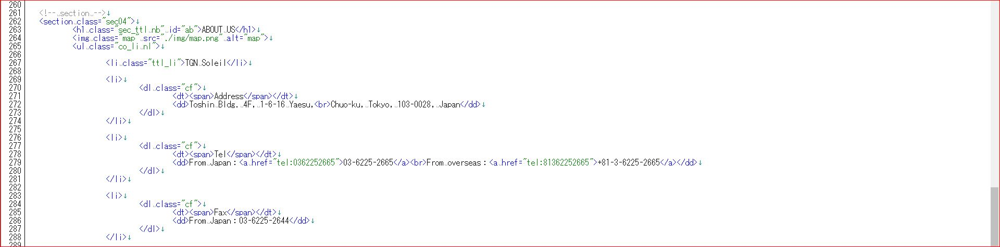 260
261 <!-- section -->↓
262 <section class="sec04">↓
263 <h1 class="sec_ttl nb" id="ab">ABOUT US</h1>↓
264 <img class="map" src="./img/map.png" alt="map">↓
265 <ul class="co_li nl">↓
266
267 <li class="ttl_li">TGN Soleil</li>↓
268
269 <li>↓
270 <dl class="cf">↓
271 <dt><span>Address</span></dt>↓
272 <dd>Toshin Bldg. 4F, 1-6-16 Yaesu,<br>Chuo-ku, Tokyo, 103-0028, Japan</dd>↓
273 </dl>↓
274 </li>↓
275
276 <li>↓
277 <dl class="cf">↓
278 <dt><span>Tel</span></dt>↓
279 <dd>From Japan：<a href="tel:0362252665">03-6225-2665</a><br>From overseas：<a href="tel:81362252665">+81-3-6225-2665</a></dd>↓
280 </dl>↓
281 </li>↓
282
283 <li>↓
284 <dl class="cf">↓
285 <dt><span>Fax</span></dt>↓
286 <dd>From Japan：03-6225-2644</dd>↓
287 </dl>↓
288 </li>↓
289